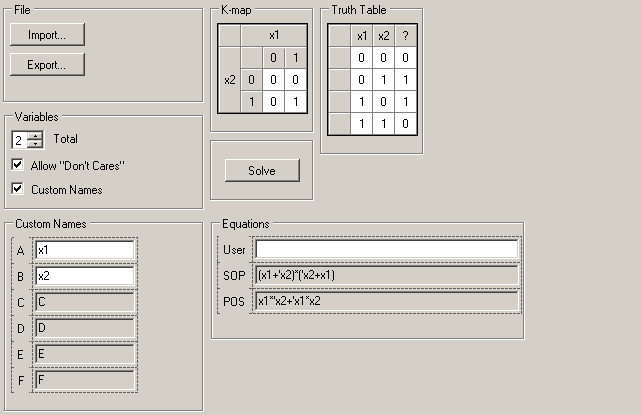 File
Import...
Export...
Variables
2 Total
Allow "Don't Cares"
Custom Names
K-map
x1
0 1
x2
0 0 0
1 0 1
Solve
Truth Table
x1 x2 ?
0 0 0
0 1 1
1 0 1
1 1 0
Custom Names
A x1
B x2
C C
D D
E E
F F
Equations
User
SOP (x1+'x2)*('x2+x1)
POS x1*'x2+'x1*x2